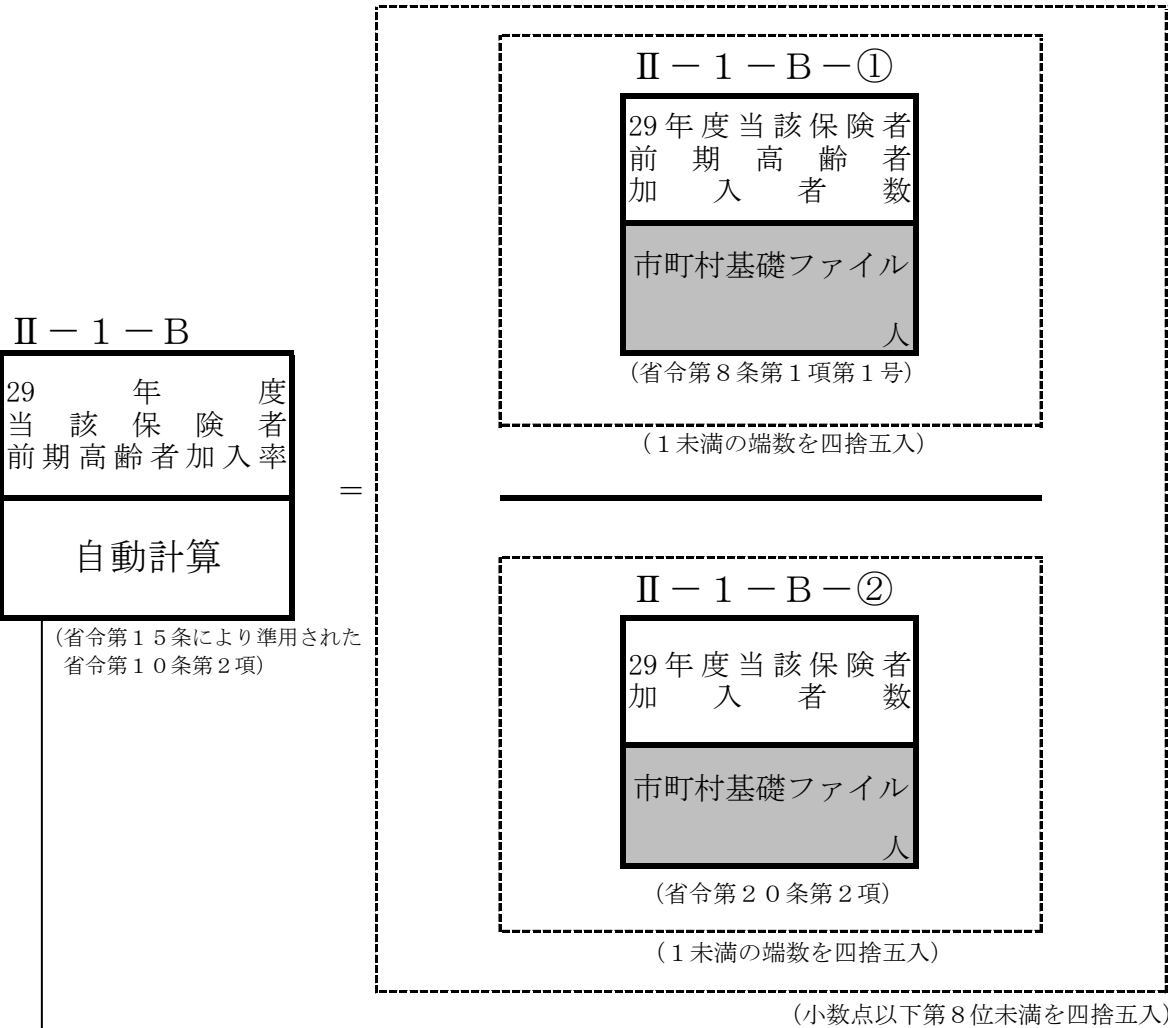 Ⅱ－１－Ｂ－①
29年度当該保険者
前期高齢者
加入者数
市町村基礎ファイル
人
(省令第８条第１項第１号)
(１未満の端数を四捨五入)
Ⅱ－１－Ｂ
29年度
当該保険者
前期高齢者加入率
自動計算
(省令第１５条により準用された
省令第１０条第２項)
＝
Ⅱ－１－Ｂ－②
29年度当該保険者
加入者数
市町村基礎ファイル
人
(省令第２０条第２項)
(１未満の端数を四捨五入)
(小数点以下第８位未満を四捨五入)